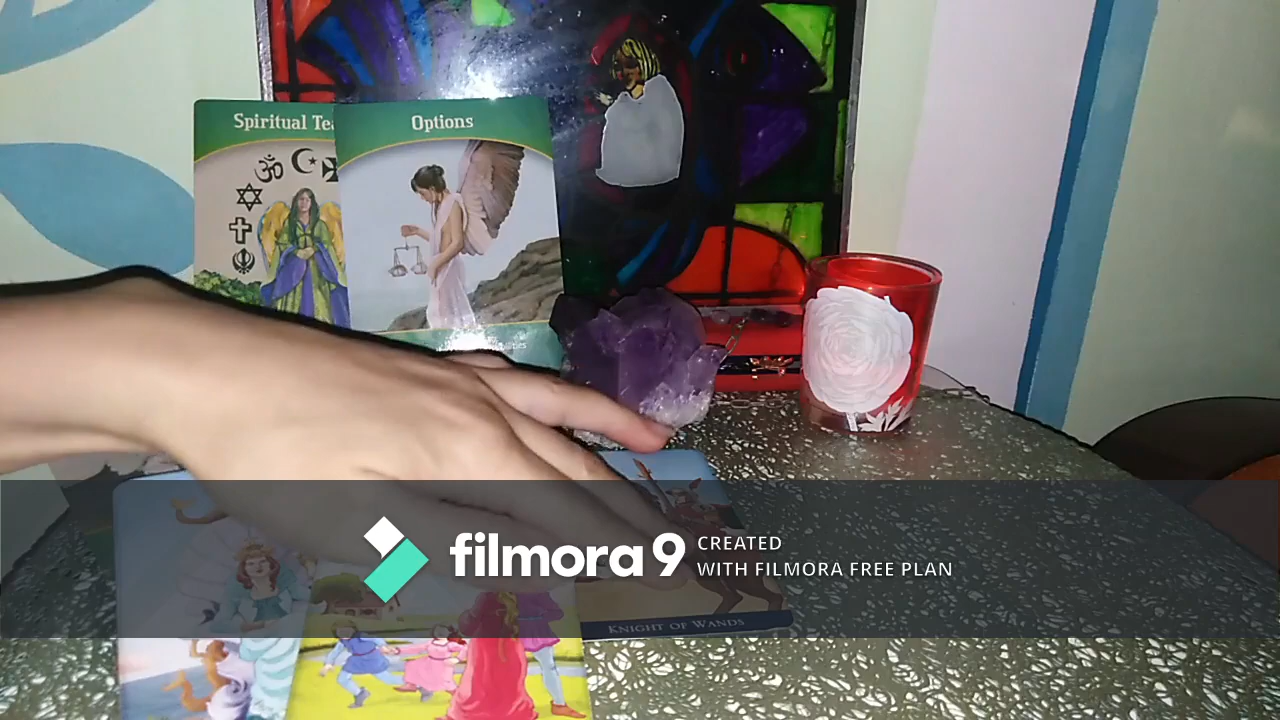 Spiritual Tea
Options
filmora 9
CREATED
WITH FILMORA FREE PLAN
KNIGHT OF WANDS